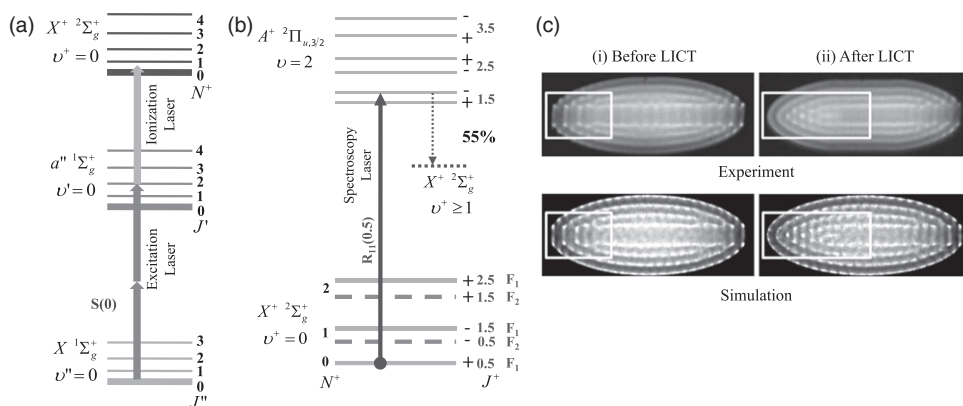 (a)
X⁺ ²Σg⁺
υ⁺ = 0
4
3
2
1
0
N⁺
Ionization
Laser
a" ¹Σg⁺
υ' = 0
4
3
2
1
0
J'
Excitation
Laser
S(0)
X ¹Σg⁺
υ" = 0
3
2
1
0
J"
(b)
A⁺ ²Πu,3/2
υ = 2
- 3.5
+
+ 2.5
-
- 1.5
+
55%
X⁺ ²Σg⁺
υ⁺ ≥ 1
Spectroscopy
Laser
R₁₁(0.5)
X⁺ ²Σg⁺
υ⁺ = 0
2
+ 2.5 F₁
+ 1.5 F₂
1
- 1.5 F₁
- 0.5 F₂
0
+ 0.5 F₁
N⁺
J⁺
(c)
(i) Before LICT
(ii) After LICT
Experiment
Simulation